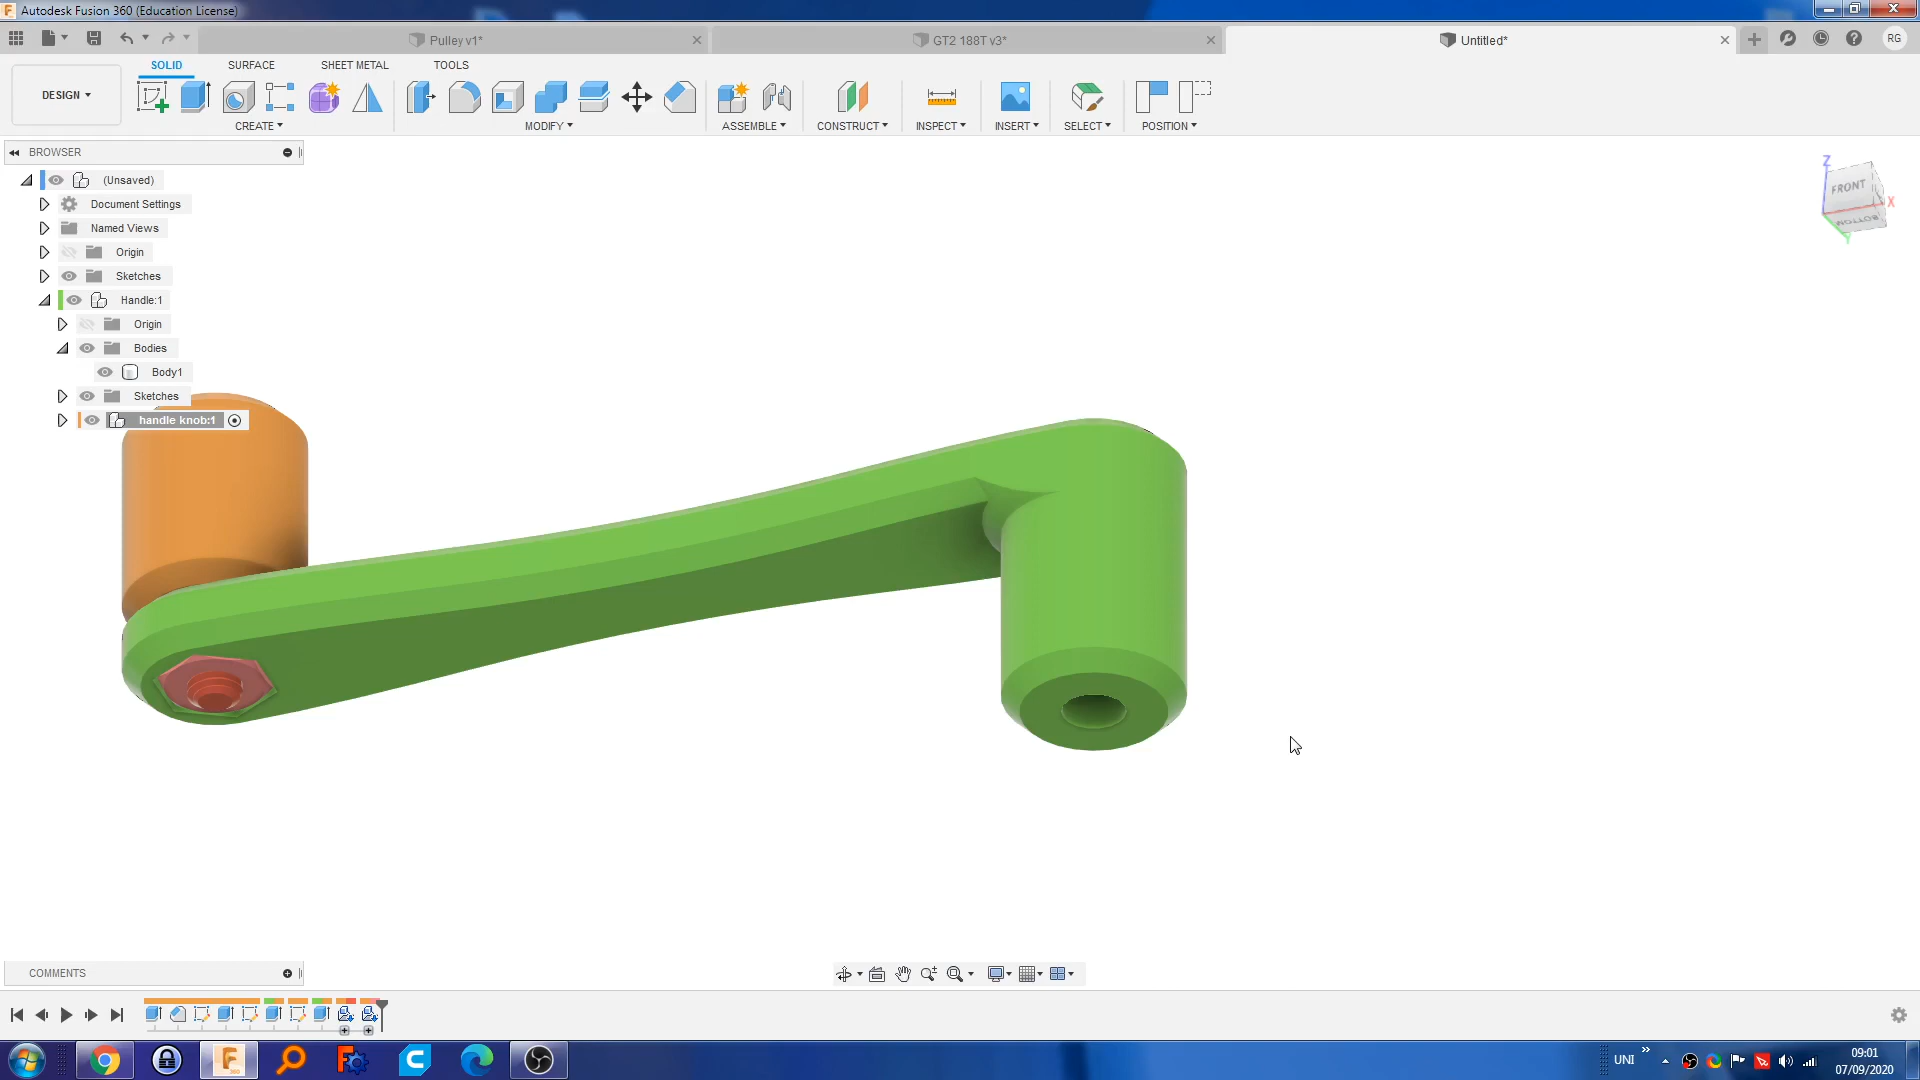 Autodesk Fusion 360 (Education License)
Pulley v1*
GT2 188T v3*
Untitled*
RG
DESIGN
SOLID
SURFACE
SHEET METAL
TOOLS
CREATE
MODIFY
ASSEMBLE
CONSTRUCT
INSPECT
INSERT
SELECT
POSITION
BROWSER
(Unsaved)
Document Settings
Named Views
Origin
Sketches
Handle:1
Origin
Bodies
Body1
Sketches
handle knob:1
Z
FRONT
X
BOTTOM
Y
COMMENTS
UNI
09:01
07/09/2020